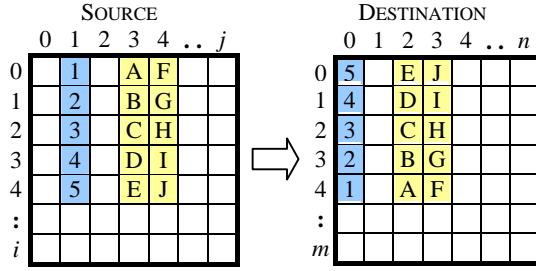 SOURCE
0 1 2 3 4 .. j
0 1 A F
1 2 B G
2 3 C H
3 4 D I
4 5 E J
:
i
DESTINATION
0 1 2 3 4 .. n
0 5 E J
1 4 D I
2 3 C H
3 2 B G
4 1 A F
:
m